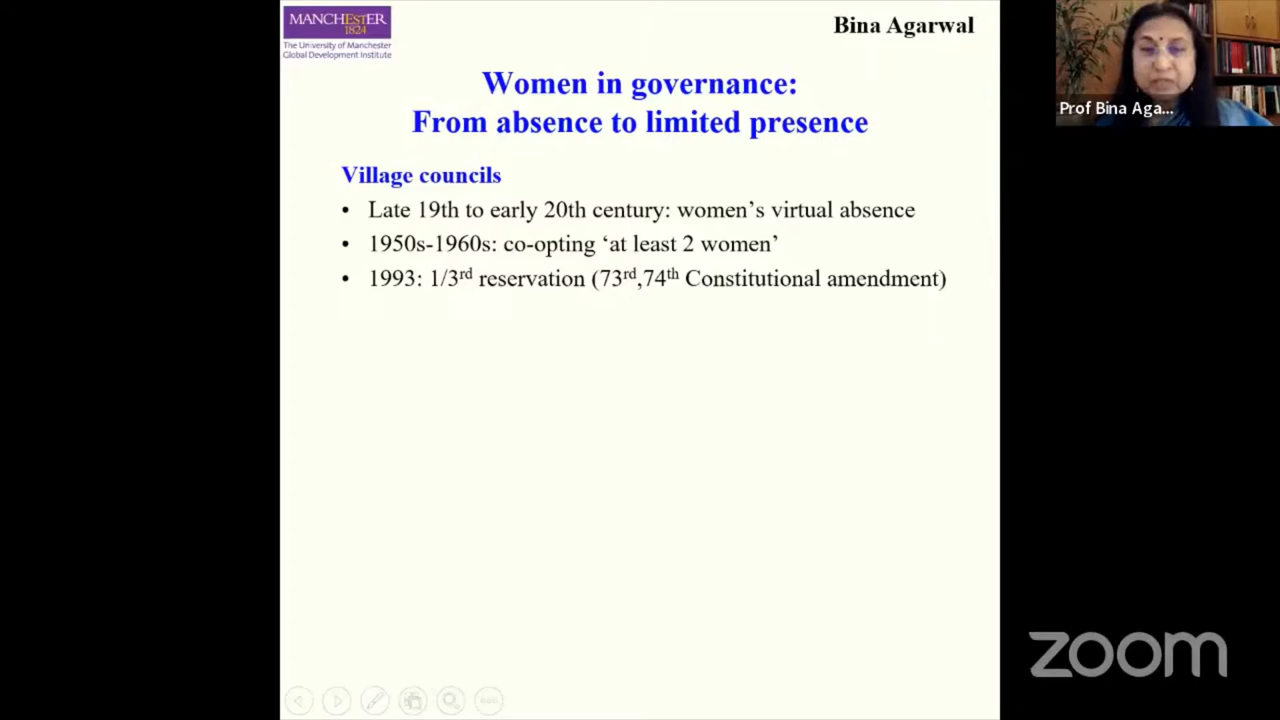 MANCHESTER
1824
The University of Manchester
Global Development Institute
Bina Agarwal
Prof Bina Aga...
Women in governance:
From absence to limited presence
Village councils
• Late 19th to early 20th century: women’s virtual absence
• 1950s-1960s: co-opting ‘at least 2 women’
• 1993: 1/3rd reservation (73rd,74th Constitutional amendment)
zoom